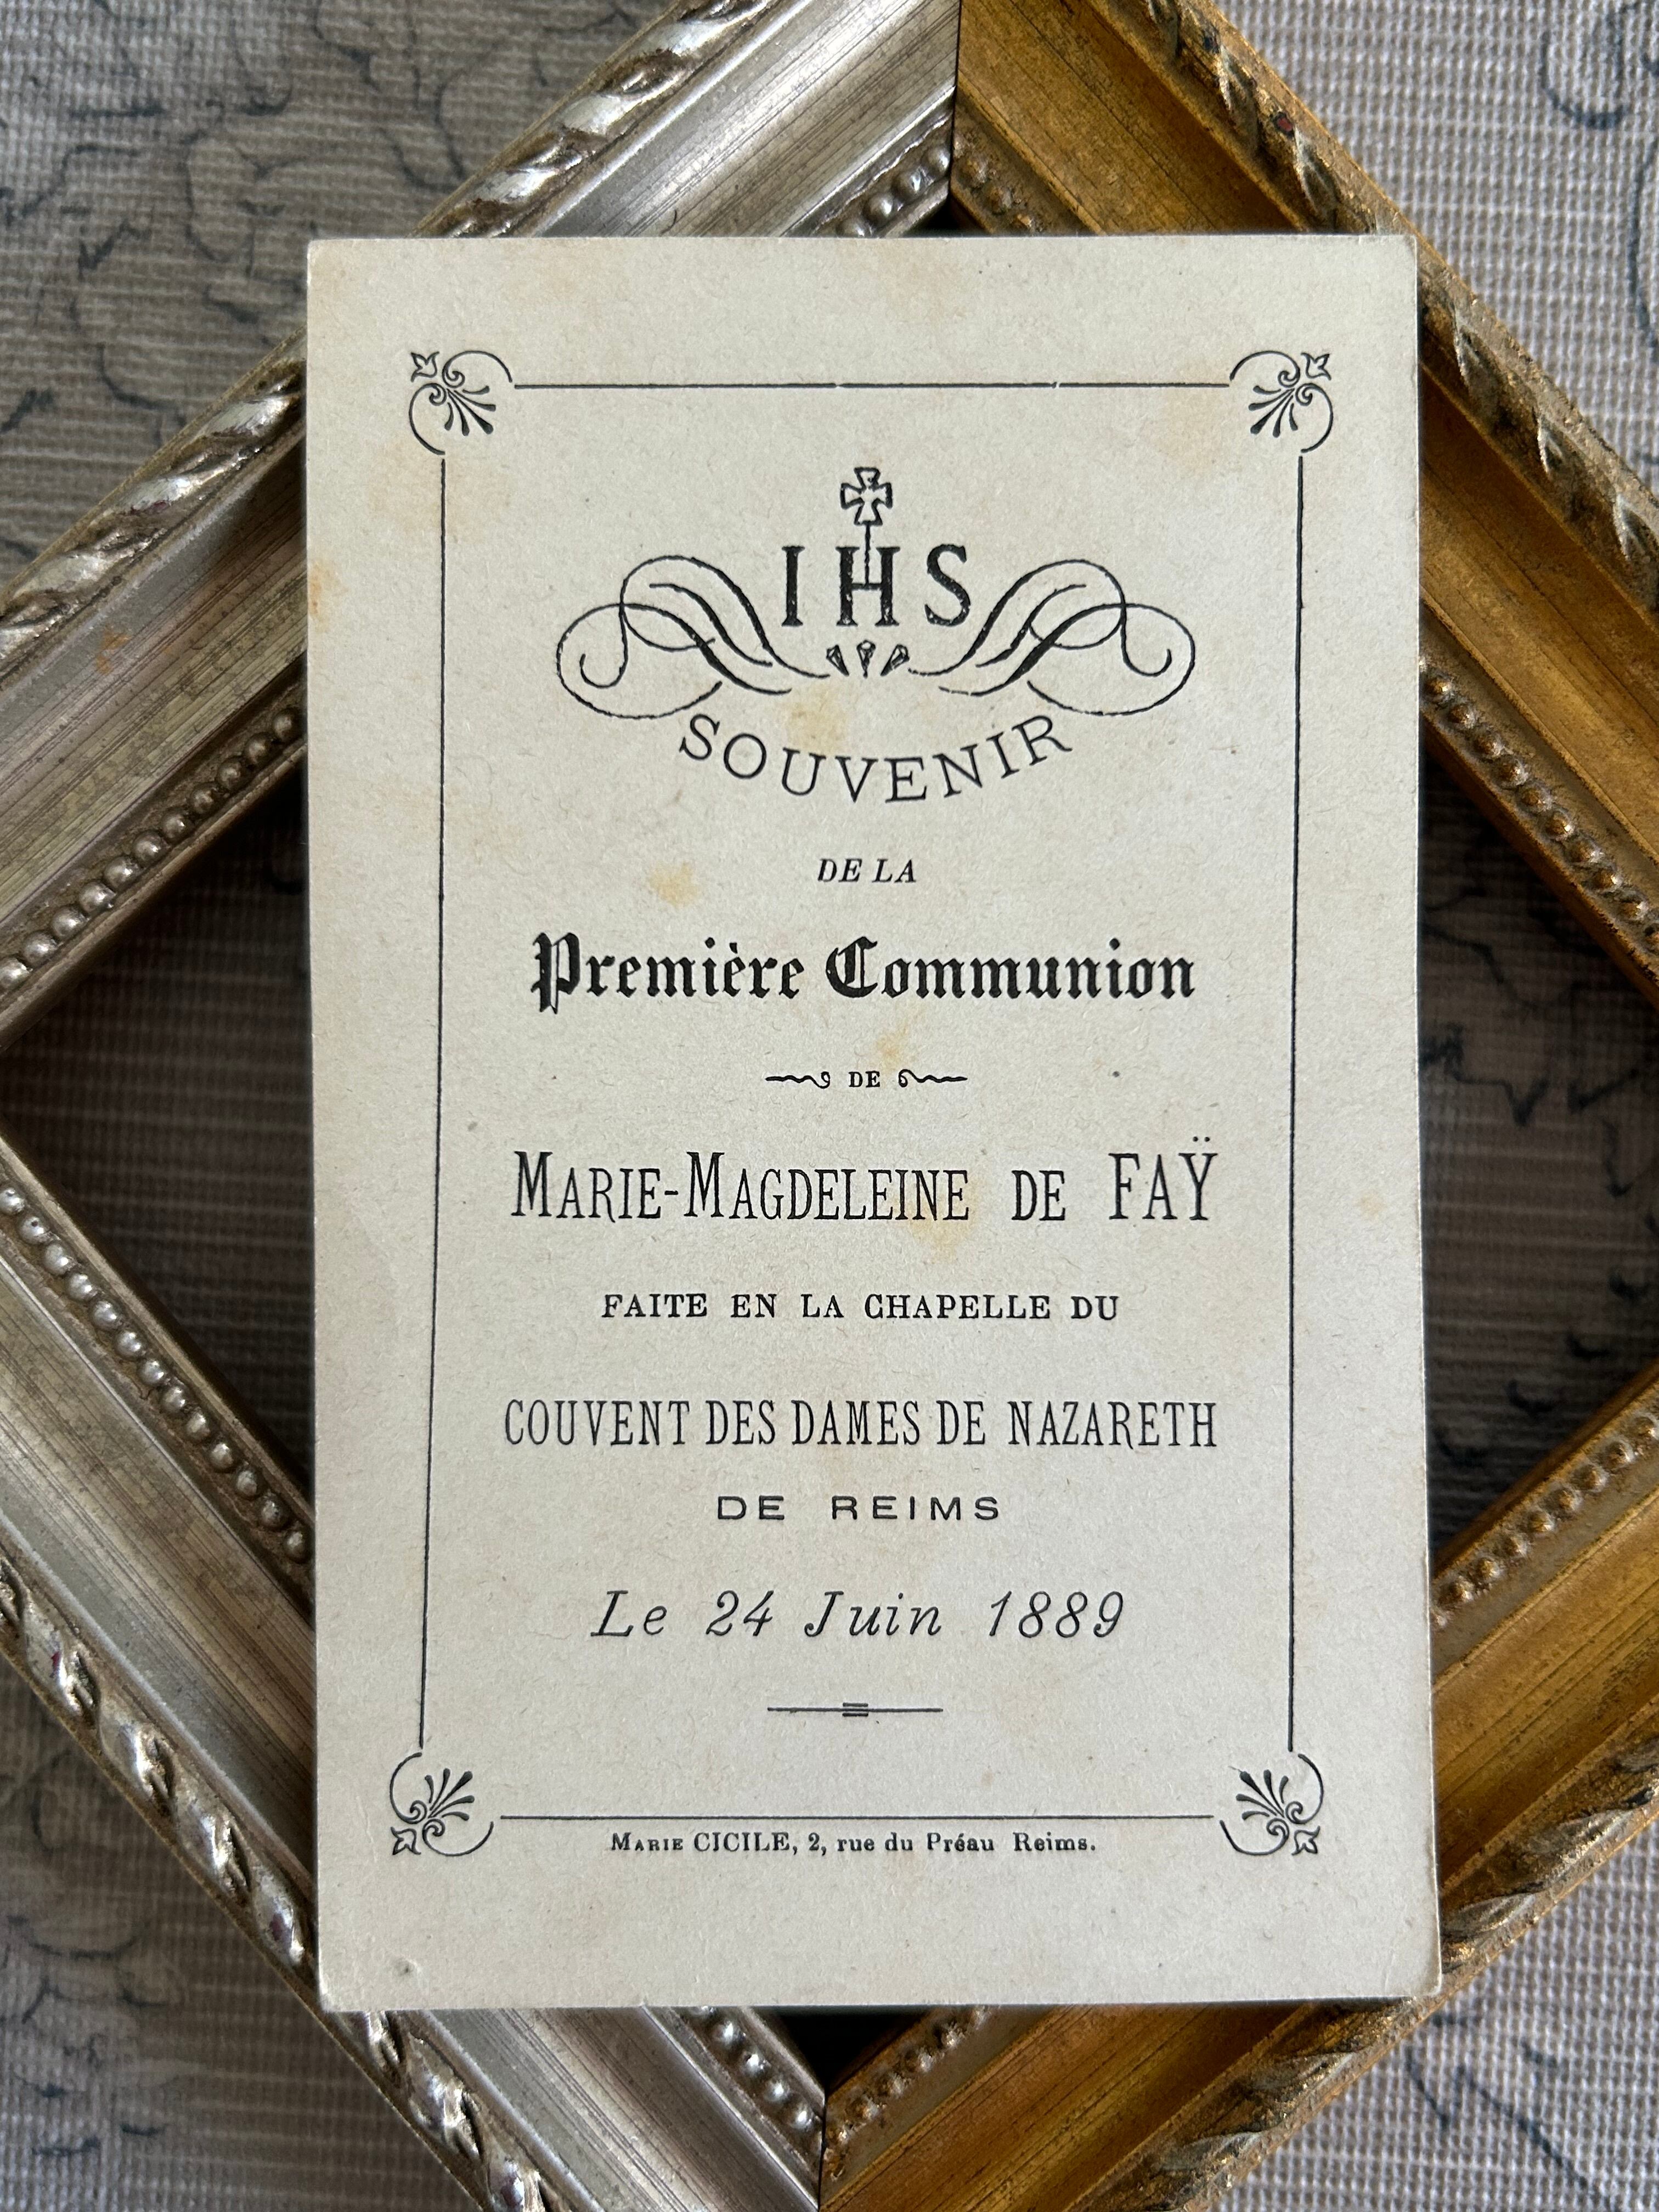 IHS
SOUVENIR
DE LA
Première Communion
DE
MARIE-MAGDELEINE DE FAŸ
FAITE EN LA CHAPELLE DU
COUVENT DES DAMES DE NAZARETH
DE REIMS
Le 24 Juin 1889
MARIE CICILE, 2, rue du Préau Reims.